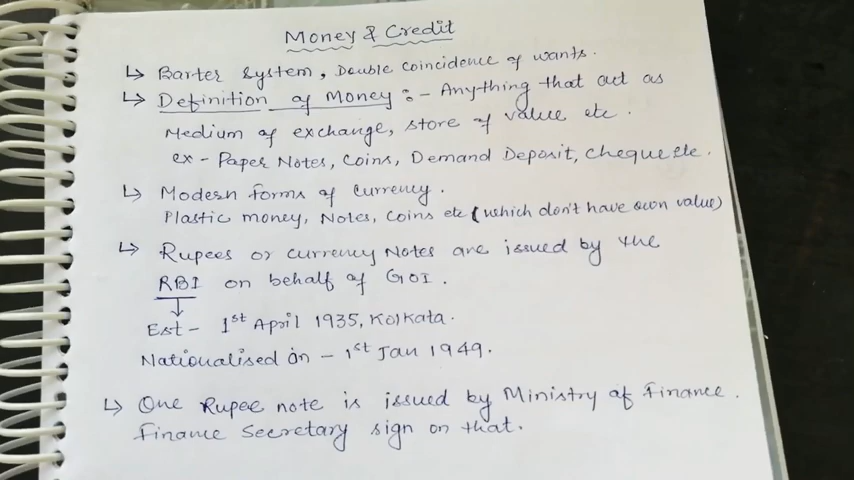 Money & Credit
↳ Barter System, Double coincidence of wants.
↳ Definition of Money :- Anything that act as
Medium of exchange, store of value etc.
ex - Paper Notes, Coins, Demand Deposit, Cheque etc.
↳ Modern forms of Currency.
Plastic money, Notes, Coins etc (which don't have own value)
↳ Rupees or currency Notes are issued by the
RBI on behalf of GOI.
Est - 1st April 1935, Kolkata.
Nationalised on - 1st Jan 1949.
↳ One Rupee note is issued by Ministry of Finance.
Finance Secretary sign on that.